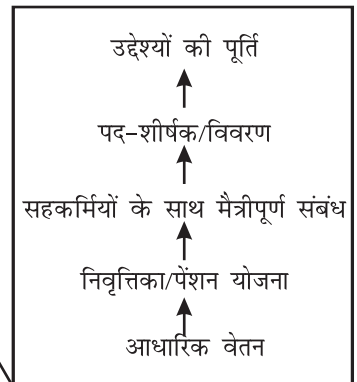 उद्देश्यों की पूर्ति
पद-शीर्षक/विवरण
सहकर्मियों के साथ मैत्रीपूर्ण संबंध
निवृत्तिका/पेंशन योजना
आधारिक वेतन